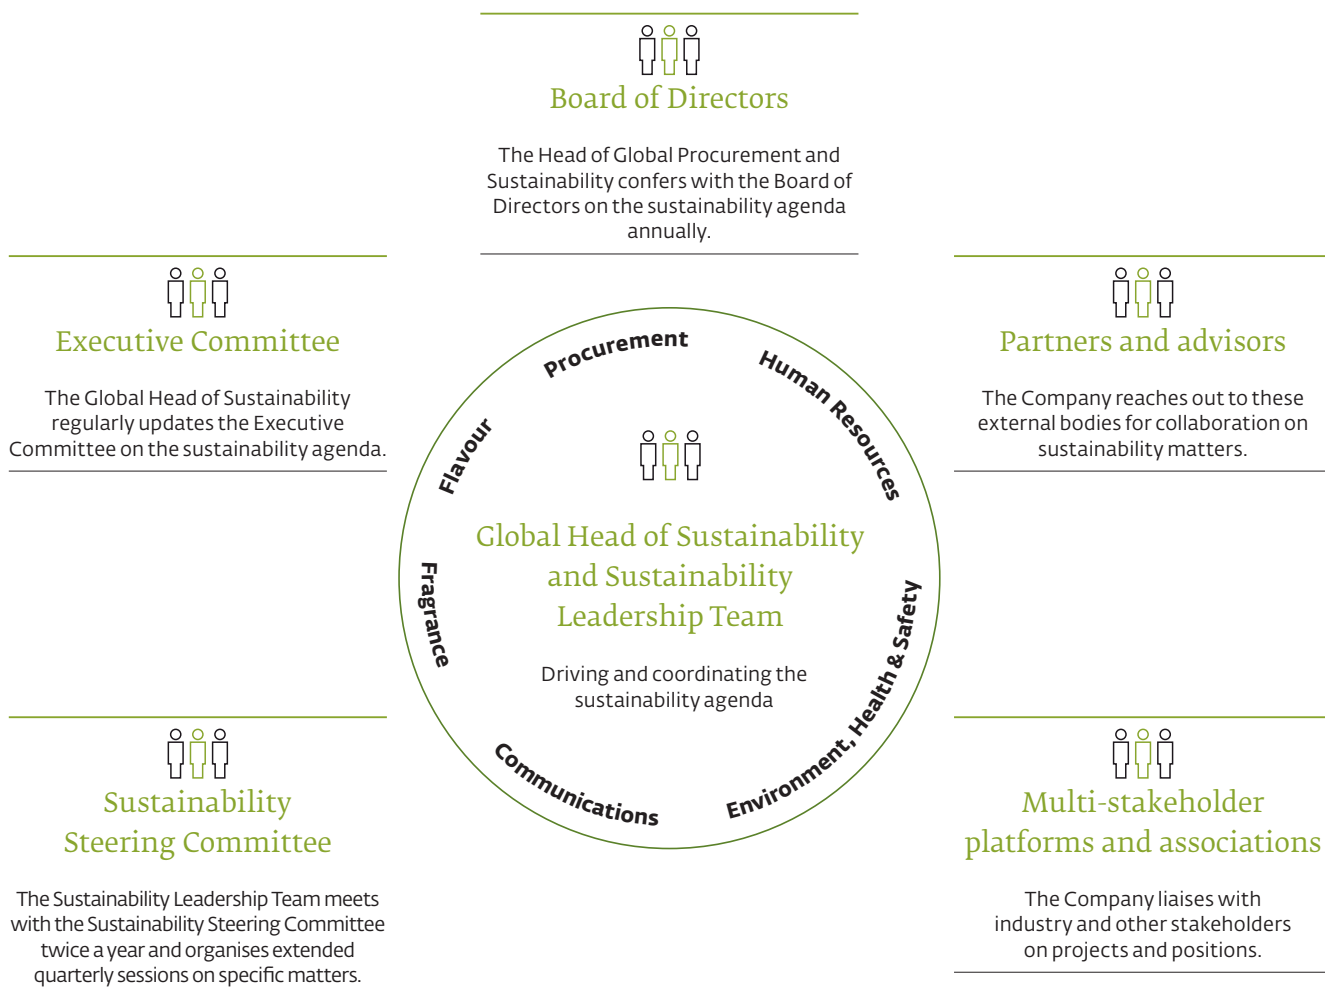 Board of Directors
The Head of Global Procurement and
Sustainability confers with the Board of
Directors on the sustainability agenda
annually.
Executive Committee
The Global Head of Sustainability
regularly updates the Executive
Committee on the sustainability agenda.
Partners and advisors
The Company reaches out to these
external bodies for collaboration on
sustainability matters.
Procurement
Human Resources
Flavour
Fragrance
Communications
Environment, Health & Safety
Global Head of Sustainability
and Sustainability
Leadership Team
Driving and coordinating the
sustainability agenda
Sustainability
Steering Committee
The Sustainability Leadership Team meets
with the Sustainability Steering Committee
twice a year and organises extended
quarterly sessions on specific matters.
Multi-stakeholder
platforms and associations
The Company liaises with
industry and other stakeholders
on projects and positions.